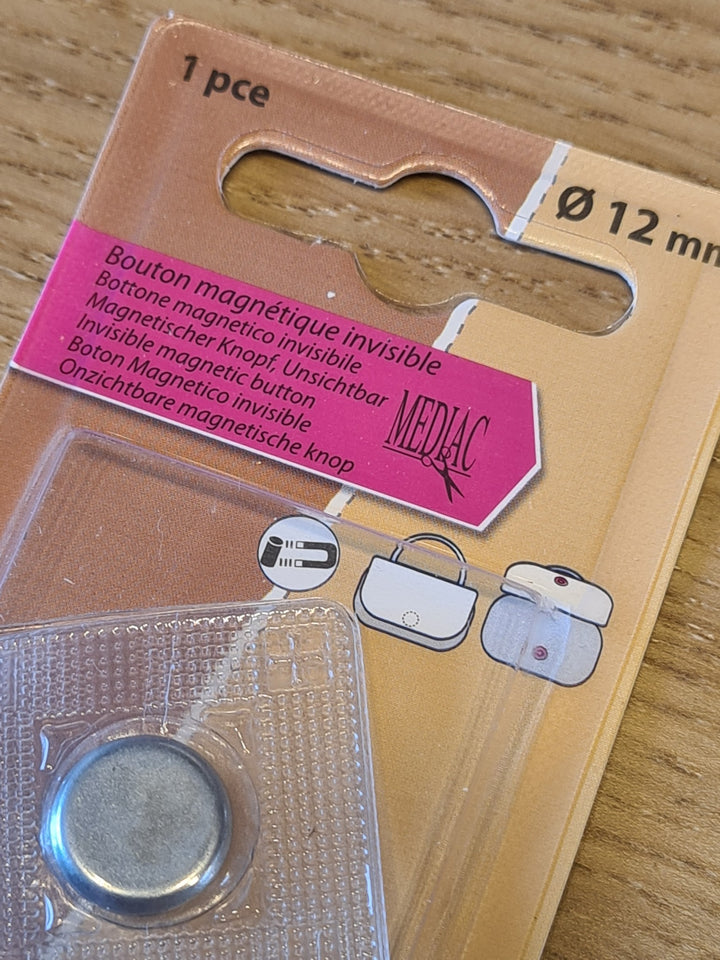 1 pce
Ø 12 mm
Bouton magnétique invisible
Bottone magnetico invisibile
Magnetischer Knopf, Unsichtbar
Invisible magnetic button
Boton Magnetico invisible
Onzichtbare magnetische knop
MEDIAC